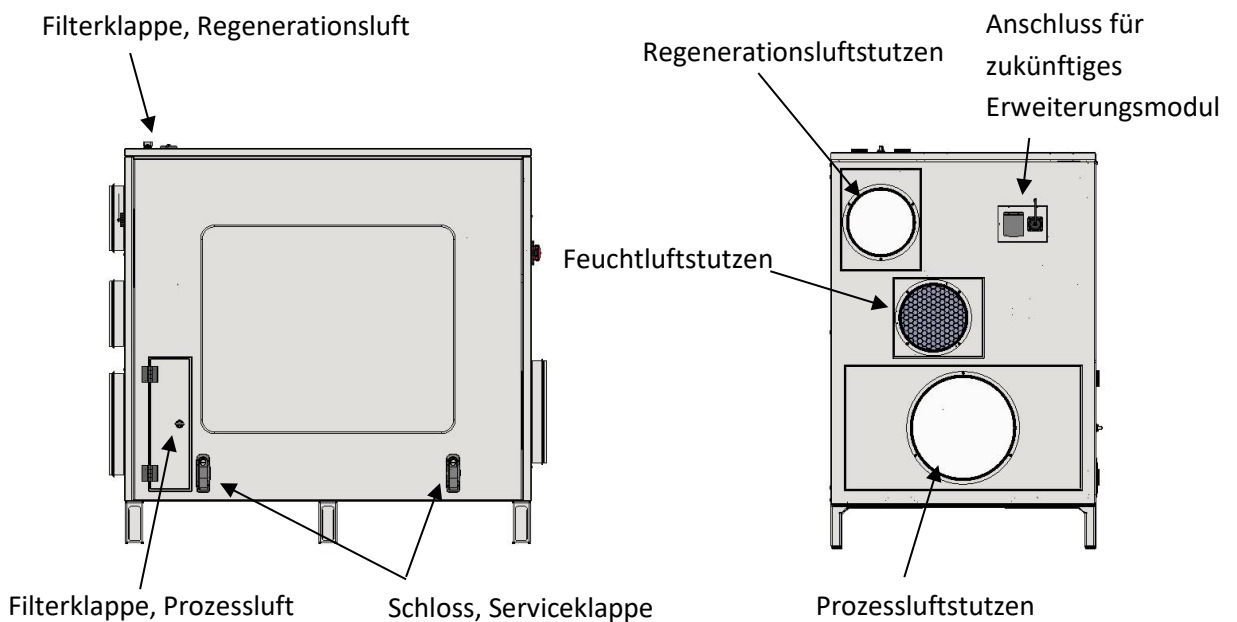 Filterklappe, Regenerationsluft
Regenerationsluftstutzen
Anschluss für
zukünftiges
Erweiterungsmodul
Feuchtluftstutzen
Filterklappe, Prozessluft
Schloss, Serviceklappe
Prozessluftstutzen